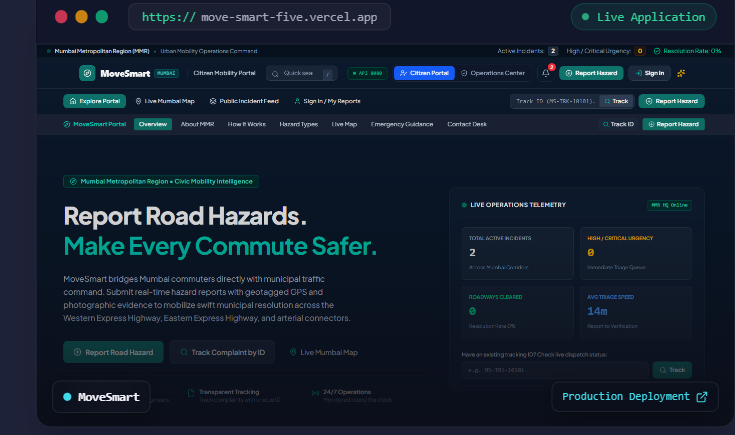 https:// move-smart-five.vercel.app
Live Application
Mumbai Metropolitan Region (MMR) • Urban Mobility Operations Command
Active Incidents: 2 High / Critical Urgency: 0 Resolution Rate: 0%
MoveSmart MUMBAI Citizen Mobility Portal Quick sea / API 8000 Citizen Portal Operations Center 2 Report Hazard Sign In
Explore Portal Live Mumbai Map Public Incident Feed Sign In / My Reports Track ID (MS-TRK-10101). Track Report Hazard
MoveSmart Portal Overview About MMR How It Works Hazard Types Live Map Emergency Guidance Contact Desk Track ID Report Hazard
Mumbai Metropolitan Region • Civic Mobility Intelligence
Report Road Hazards.
Make Every Commute Safer.
MoveSmart bridges Mumbai commuters directly with municipal traffic
command. Submit real-time hazard reports with geotagged GPS and
photographic evidence to mobilize swift municipal resolution across the
Western Express Highway, Eastern Express Highway, and arterial connectors.
Report Road Hazard Track Complaint by ID Live Mumbai Map
Transparent Tracking 24/7 Operations
LIVE OPERATIONS TELEMETRY MMR HQ Online
TOTAL ACTIVE INCIDENTS
2
Across Mumbai Corridors
HIGH / CRITICAL URGENCY
0
Immediate Triage Queue
ROADWAYS CLEARED
0
Resolution Rate 0%
AVG TRIAGE SPEED
14m
Report to Verification
Have an existing tracking ID? Check live dispatch status:
Track
MoveSmart
Production Deployment